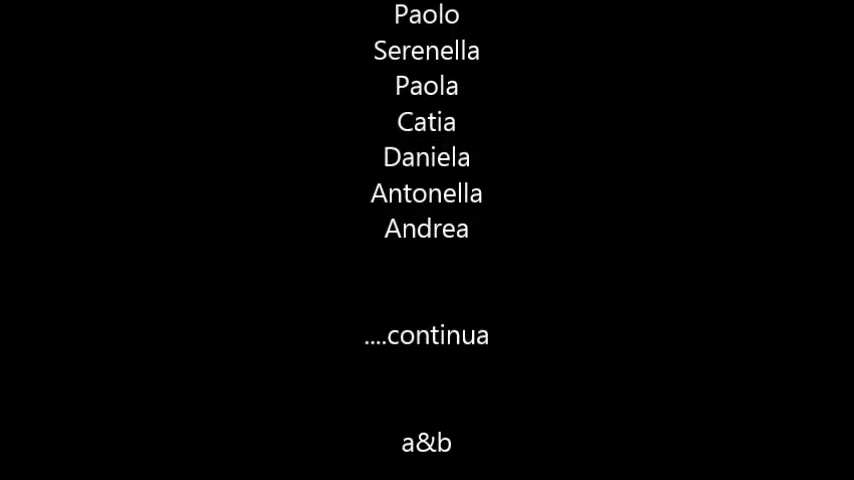 Paolo
Serenella
Paola
Catia
Daniela
Antonella
Andrea
....continua
a&b